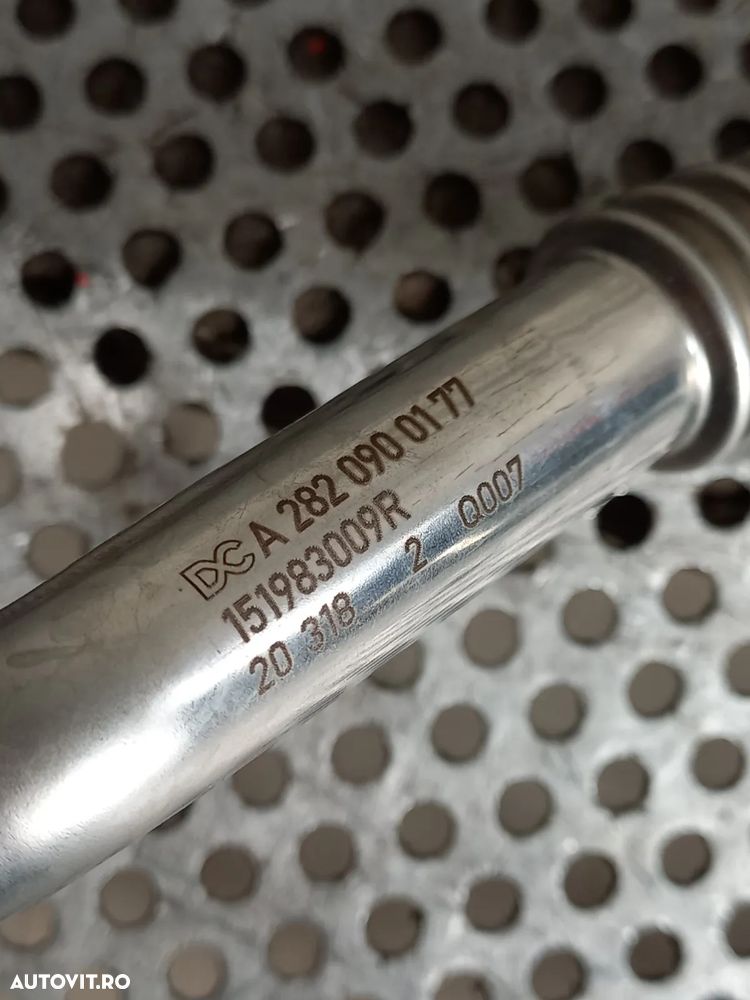 DC A 282 090 01 77
151983009R
20 318 2 Q007
AUTOVIT.RO